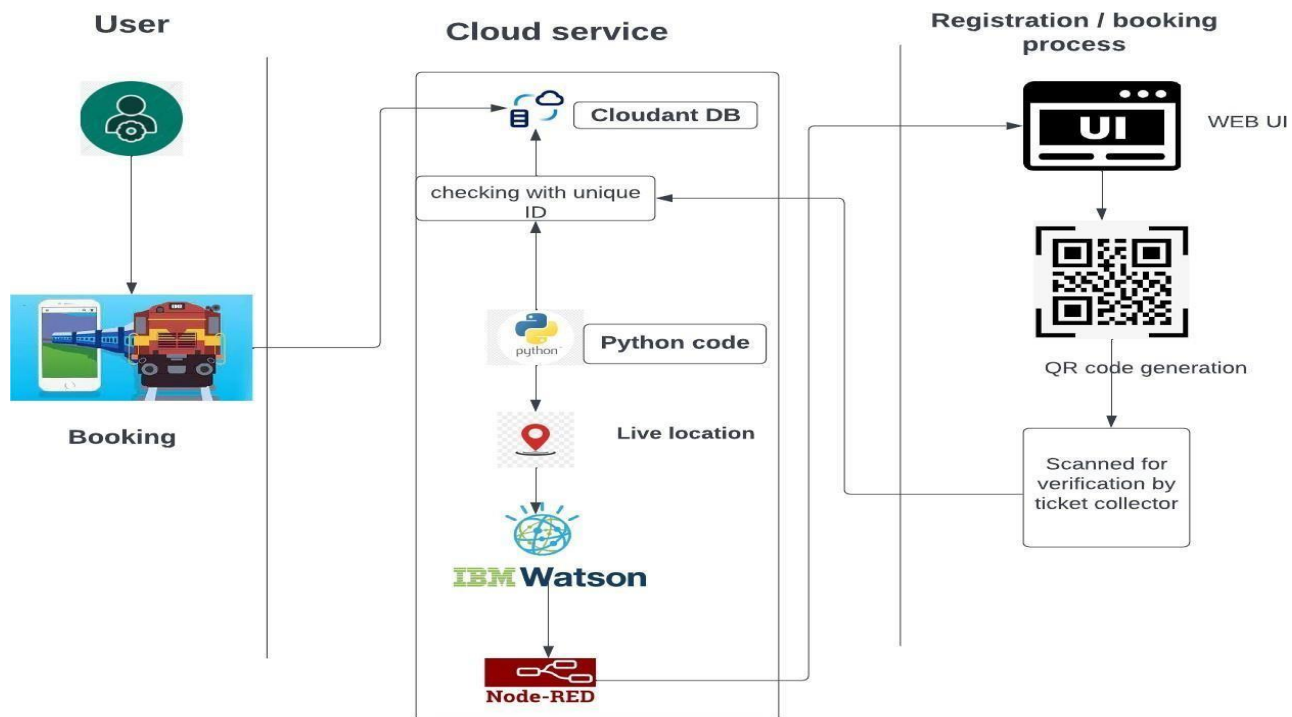 User
Cloud service
Registration / booking
process
Cloudant DB
UI
WEB UI
checking with unique
ID
python
Python code
QR code generation
Booking
Live location
Scanned for
verification by
ticket collector
IBM Watson
Node-RED